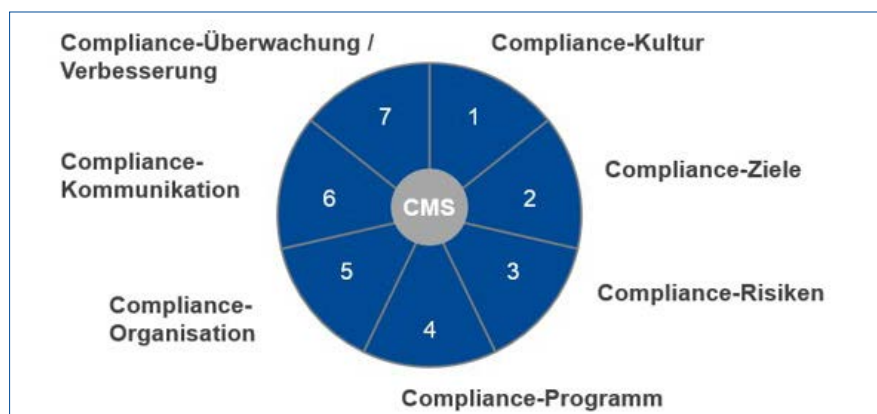 Compliance-Überwachung /
Verbesserung
Compliance-Kultur
7
1
Compliance-
Kommunikation
Compliance-Ziele
6
CMS
2
5
3
Compliance-Risiken
Compliance-
Organisation
4
Compliance-Programm